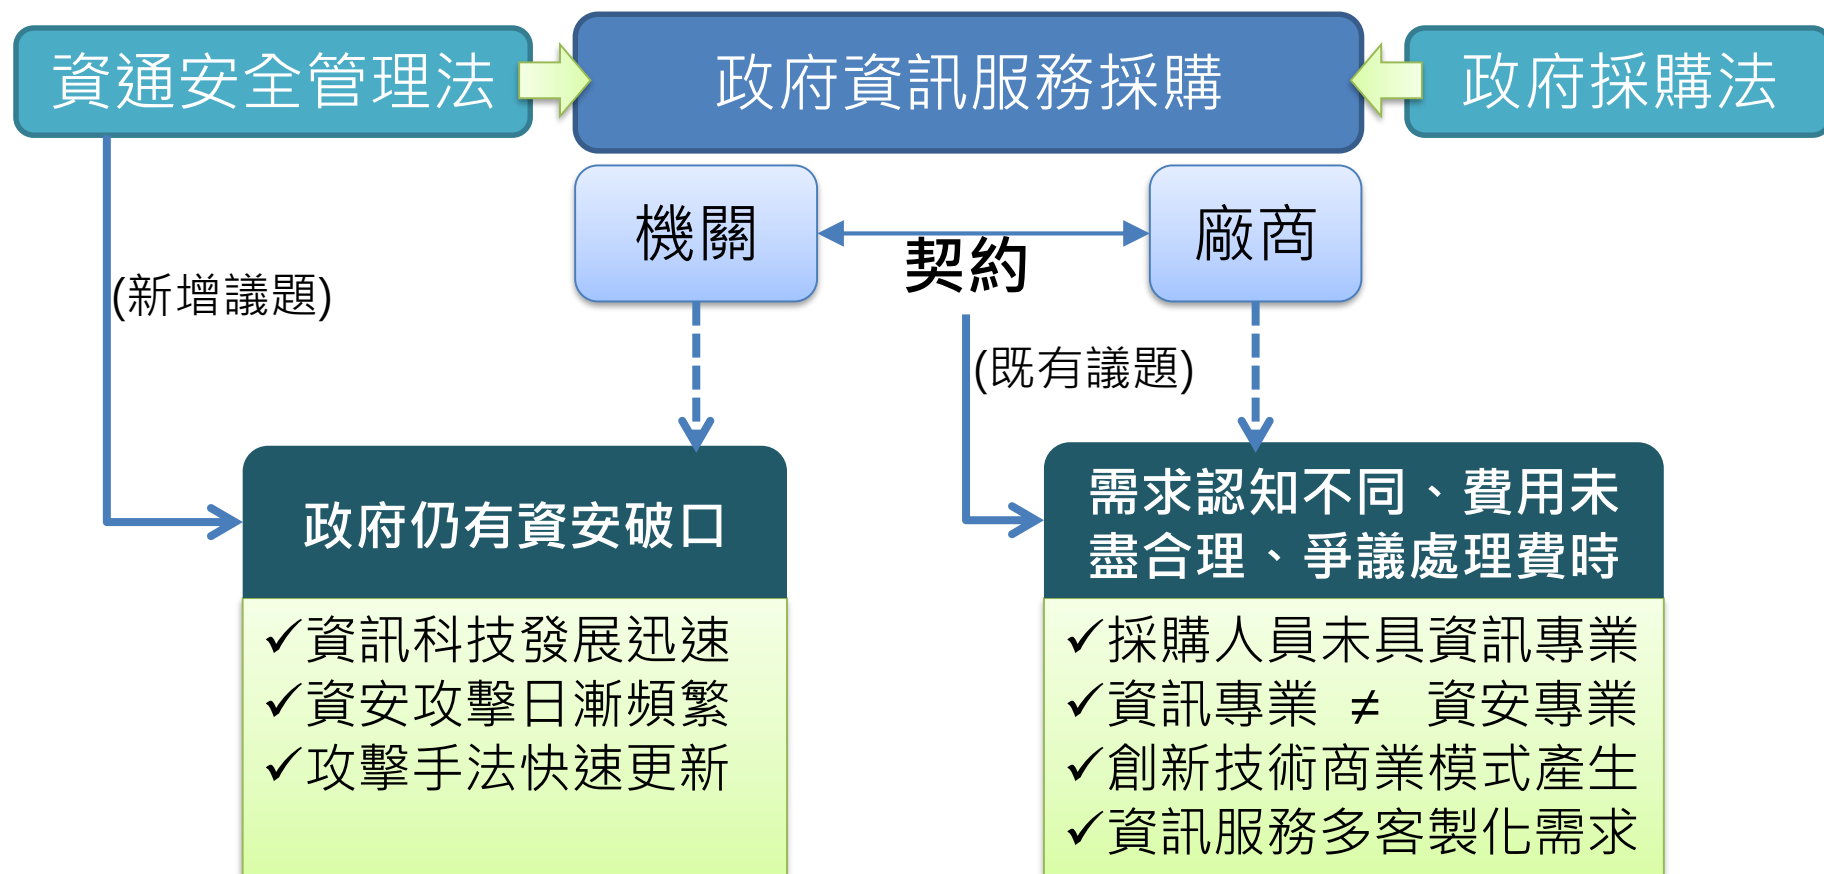 資通安全管理法
政府資訊服務採購
政府採購法
機關
廠商
契約
(新增議題)
(既有議題)
政府仍有資安破口
✓資訊科技發展迅速
✓資安攻擊日漸頻繁
✓攻擊手法快速更新
需求認知不同、費用未
盡合理、爭議處理費時
✓採購人員未具資訊專業
✓資訊專業 ≠ 資安專業
✓創新技術商業模式產生
✓資訊服務多客製化需求